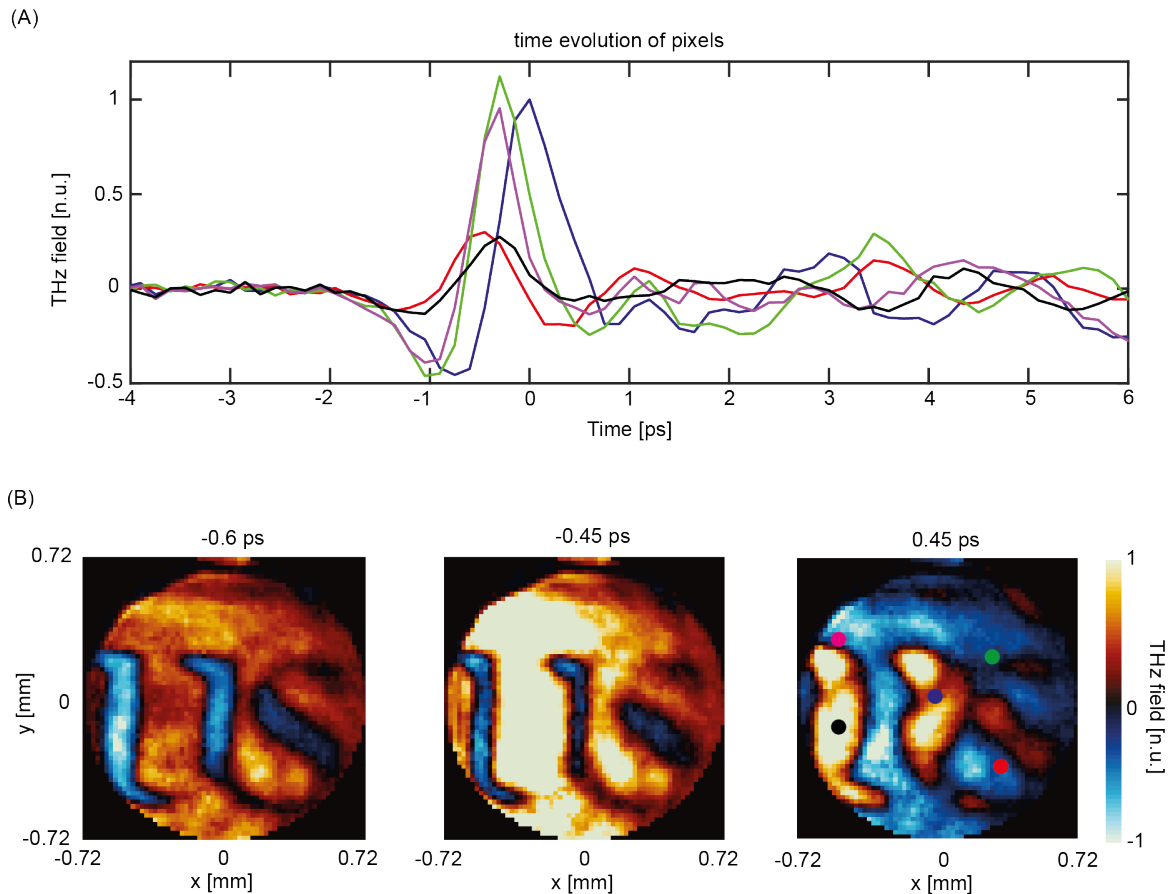 (A)
time evolution of pixels
THz field [n.u.]
1
0.5
0
-0.5
-4 -3 -2 -1 0 1 2 3 4 5 6
Time [ps]
(B)
-0.6 ps -0.45 ps 0.45 ps
y [mm]
0.72
0
-0.72
-0.72 0 0.72 -0.72 0 0.72 -0.72 0 0.72
x [mm] x [mm] x [mm]
1
0
-1
THz field [n.u.]